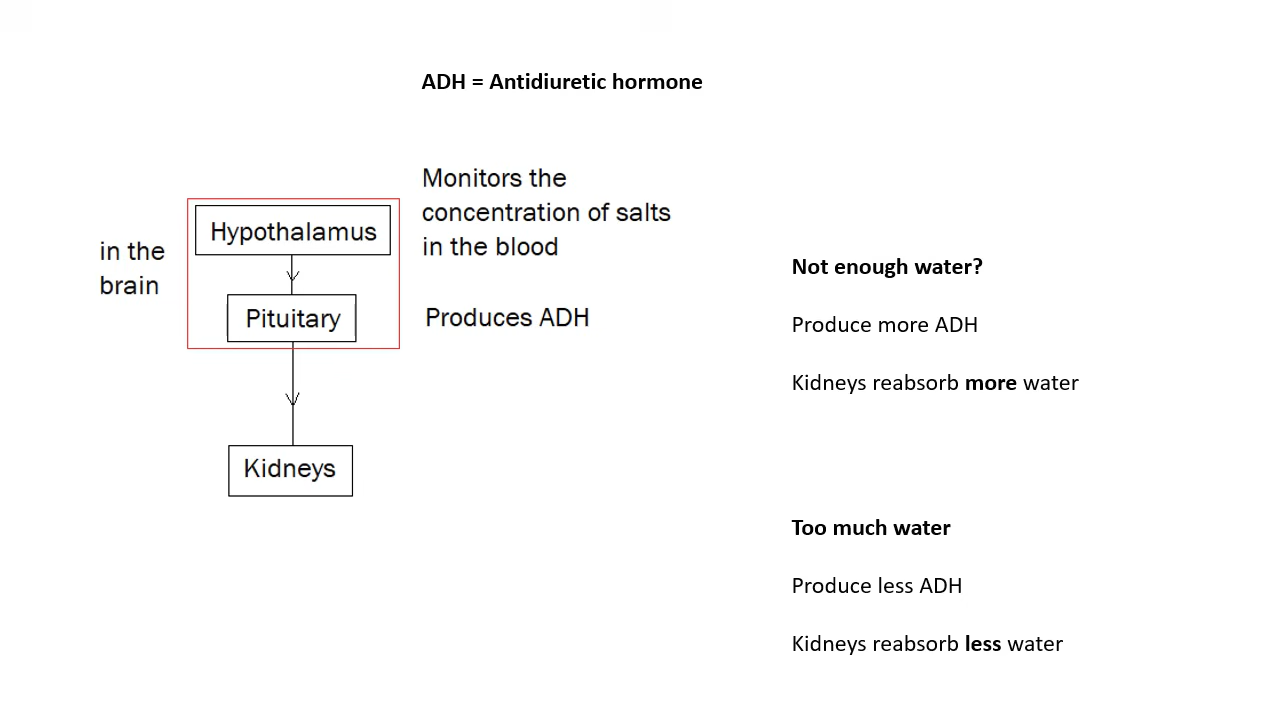 ADH = Antidiuretic hormone
Monitors the
concentration of salts
in the blood
Hypothalamus
in the
brain
Pituitary
Produces ADH
Kidneys
Not enough water?
Produce more ADH
Kidneys reabsorb more water
Too much water
Produce less ADH
Kidneys reabsorb less water